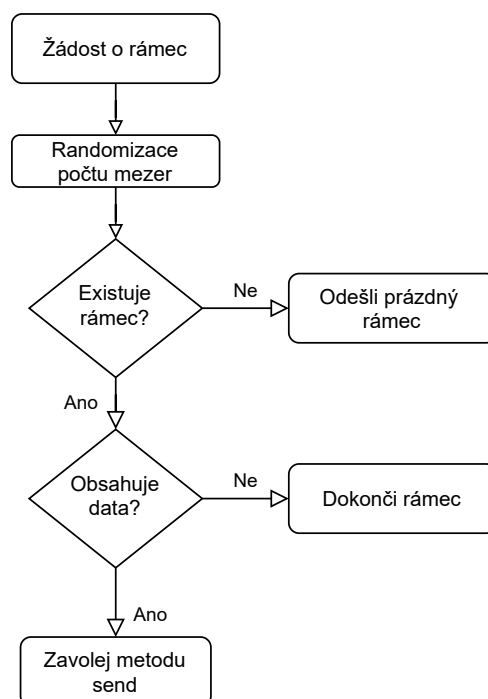 Žádost o rámec
Randomizace
počtu mezer
Existuje
rámec?
Ne
Odešli prázdný
rámec
Ano
Obsahuje
data?
Ne
Dokonči rámec
Ano
Zavolej metodu
send